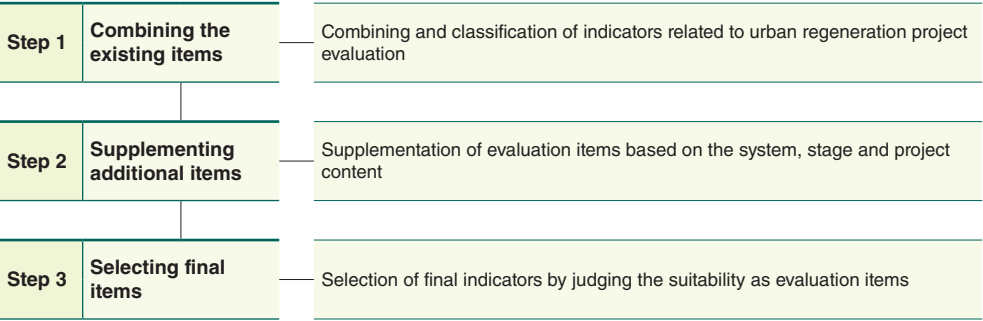 Step 1
Combining the
existing items
Combining and classification of indicators related to urban regeneration project
evaluation
Step 2
Supplementing
additional items
Supplementation of evaluation items based on the system, stage and project
content
Step 3
Selecting final
items
Selection of final indicators by judging the suitability as evaluation items